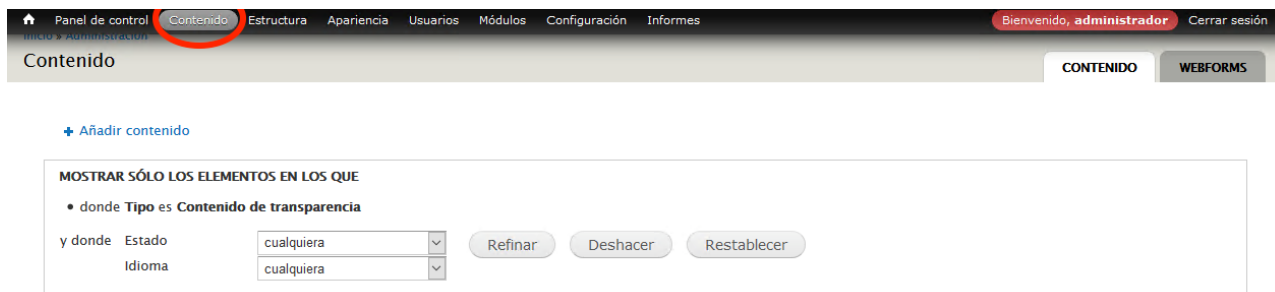 Panel de control Contenido Estructura Apariencia Usuarios Módulos Configuración Informes Bienvenido, administrador Cerrar sesión
Inicio » Administración
Contenido CONTENIDO WEBFORMS
Añadir contenido
MOSTRAR SÓLO LOS ELEMENTOS EN LOS QUE
• donde Tipo es Contenido de transparencia
y donde Estado cualquiera Refinar Deshacer Restablecer
Idioma cualquiera